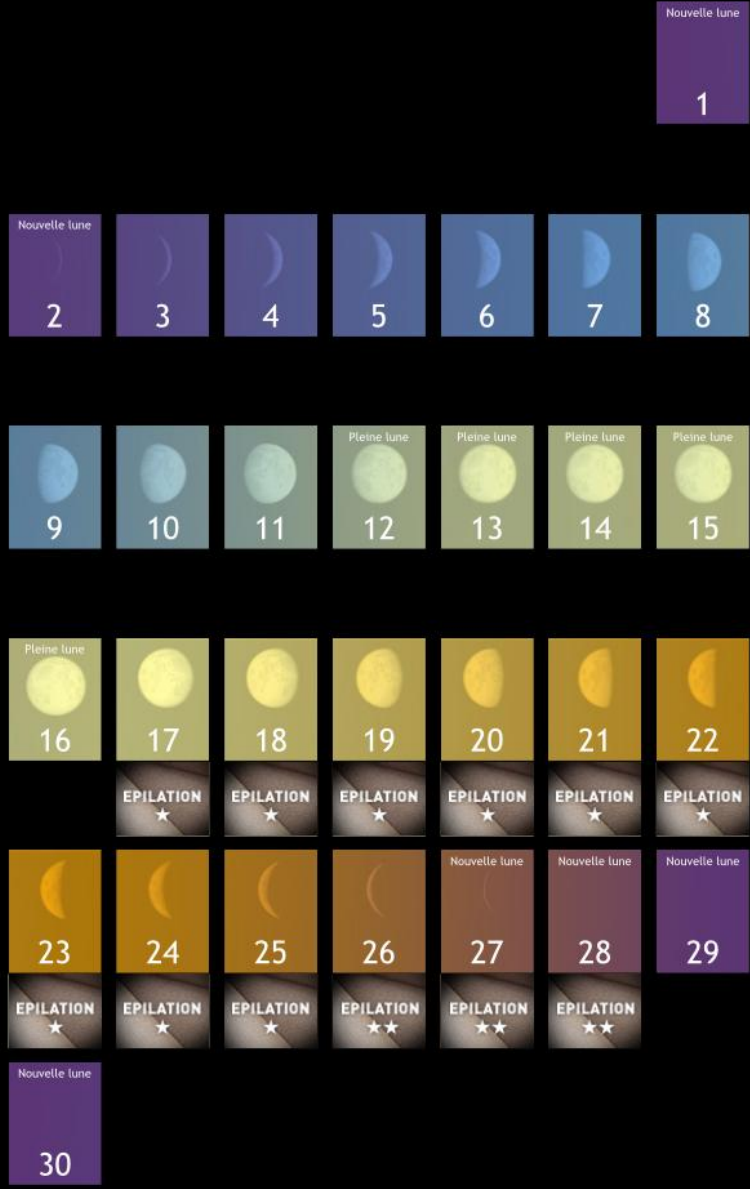 Nouvelle lune
1
Nouvelle lune
2
3
4
5
6
7
8
9
10
11
Pleine lune
12
Pleine lune
13
Pleine lune
14
Pleine lune
15
Pleine lune
16
17
EPILATION
★
18
EPILATION
★
19
EPILATION
★
20
EPILATION
★
21
EPILATION
★
22
EPILATION
★
23
EPILATION
★
24
EPILATION
★
25
EPILATION
★
26
EPILATION
★★
Nouvelle lune
27
EPILATION
★★
Nouvelle lune
28
EPILATION
★★
Nouvelle lune
29
Nouvelle lune
30